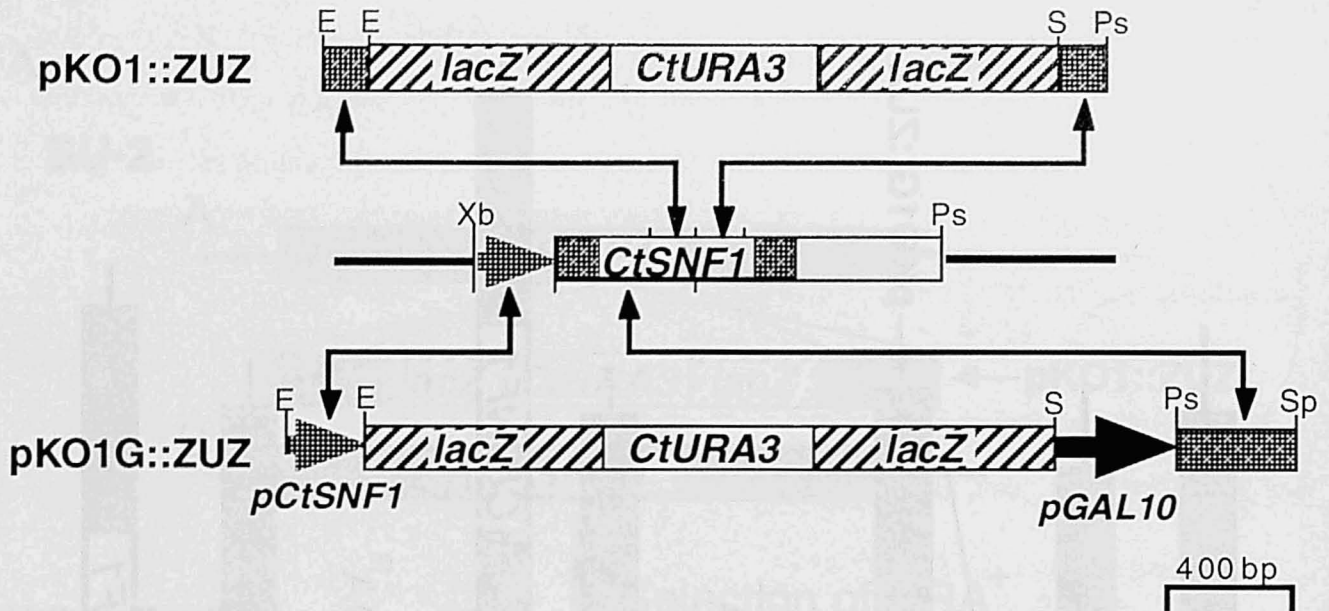 E E S Ps
pKO1::ZUZ lacZ CtURA3 lacZ
Xb Ps
CtSNF1
E E S Ps Sp
pKO1G::ZUZ lacZ CtURA3 lacZ
pCtSNF1 pGAL10
400 bp